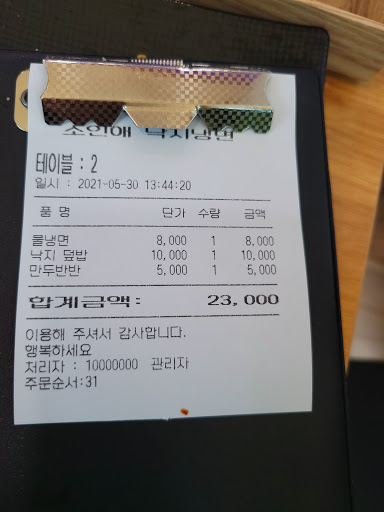 조인해 낙지냉면
테이블 : 2
일시 : 2021-05-30 13:44:20
품 명 단가 수량 금액
물냉면 8,000 1 8,000
낙지 덮밥 10,000 1 10,000
만두반반 5,000 1 5,000
합계금액: 23,000
이용해 주셔서 감사합니다.
행복하세요
처리자 : 10000000 관리자
주문순서:31